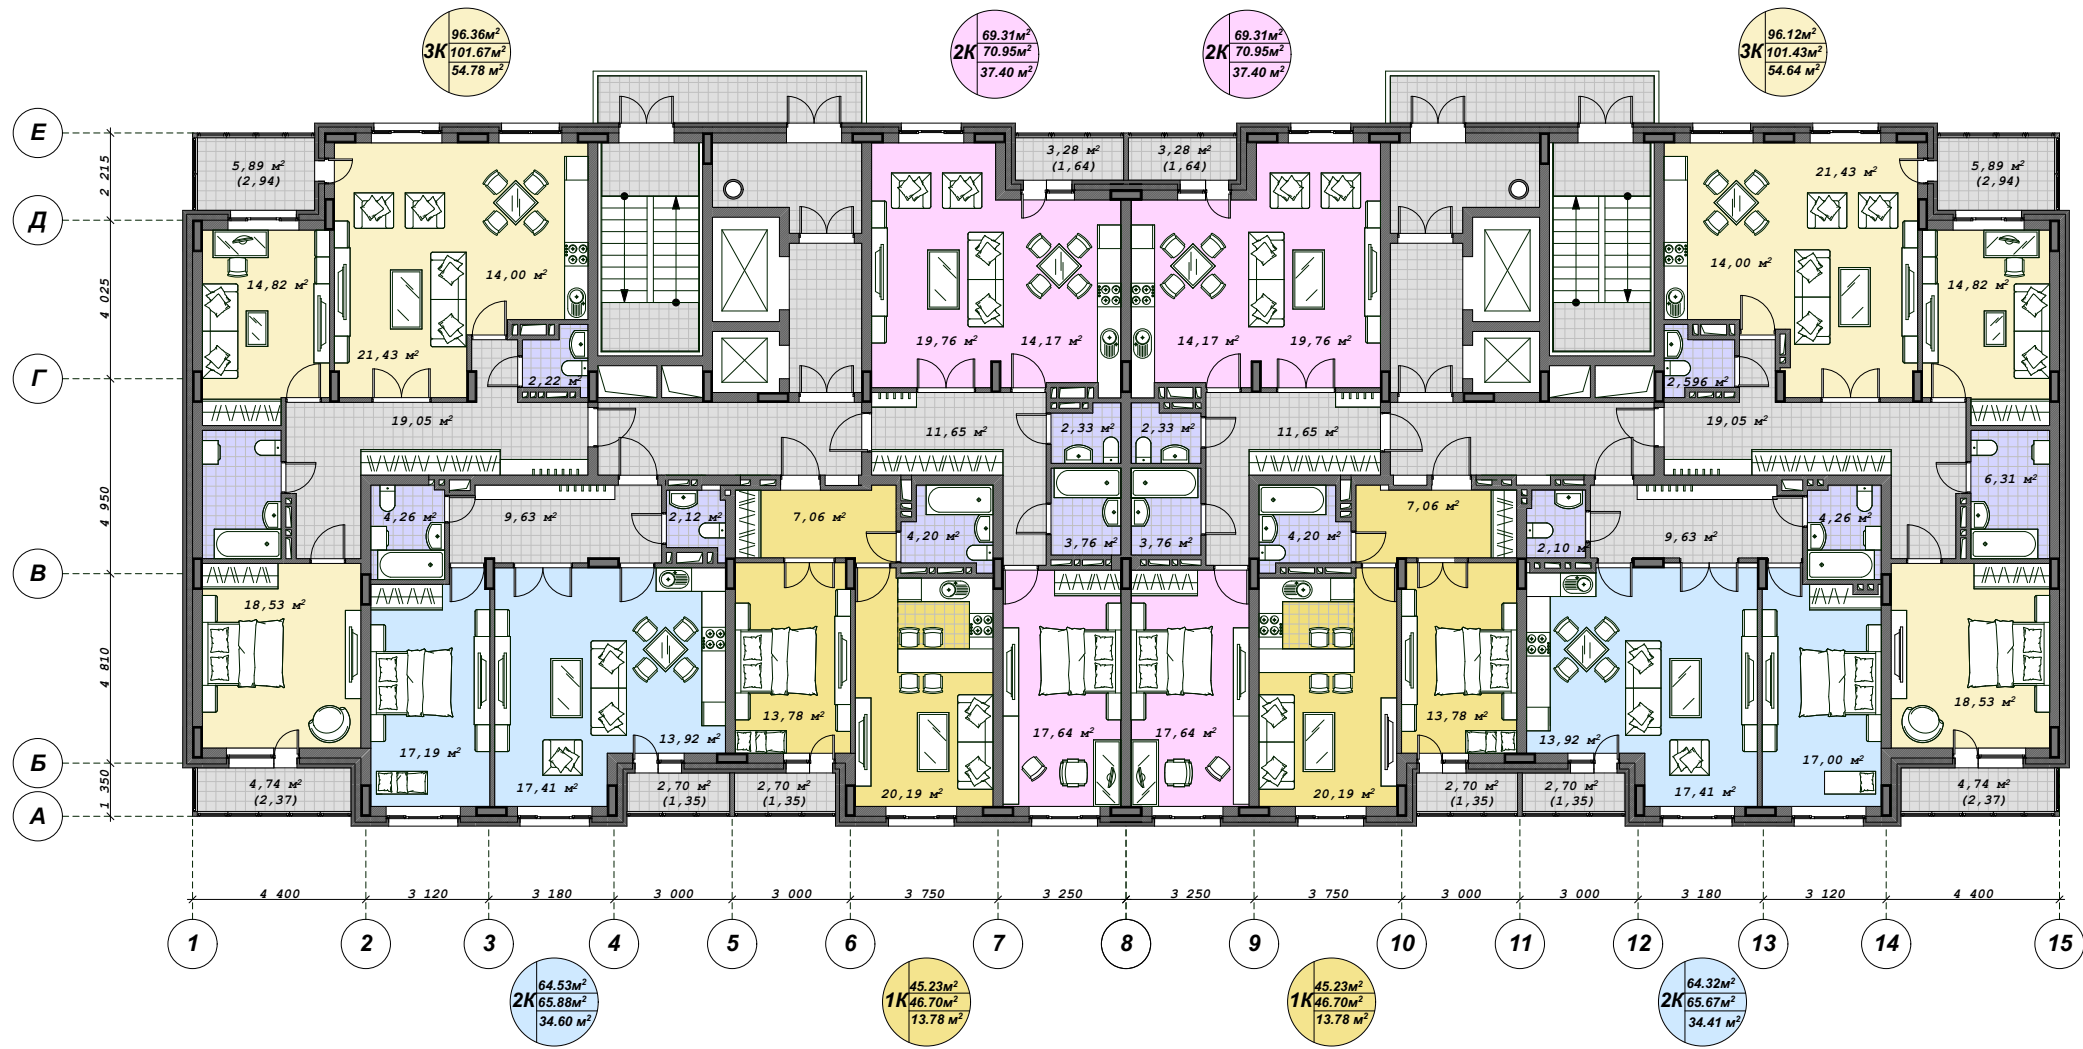 3К
96.36м²
101.67м²
54.78 м²
2К
69.31м²
70.95м²
37.40 м²
2К
69.31м²
70.95м²
37.40 м²
3К
96.12м²
101.43м²
54.64 м²
Е
Д
Г
В
Б
А
2 215
4 025
4 950
4 810
1 350
5,89 м²
(2,94)
3,28 м²
(1,64)
3,28 м²
(1,64)
21,43 м²
5,89 м²
(2,94)
14,82 м²
14,00 м²
14,00 м²
14,82 м²
21,43 м²
19,76 м²
14,17 м²
14,17 м²
19,76 м²
2,22 м²
2,596 м²
19,05 м²
11,65 м²
2,33 м²
2,33 м²
11,65 м²
19,05 м²
6,31 м²
4,26 м²
9,63 м²
2,12 м²
7,06 м²
4,20 м²
3,76 м²
3,76 м²
4,20 м²
7,06 м²
2,10 м²
9,63 м²
4,26 м²
18,53 м²
17,19 м²
17,41 м²
13,92 м²
13,78 м²
20,19 м²
17,64 м²
17,64 м²
20,19 м²
13,78 м²
13,92 м²
17,41 м²
17,00 м²
18,53 м²
4,74 м²
(2,37)
2,70 м²
(1,35)
2,70 м²
(1,35)
2,70 м²
(1,35)
2,70 м²
(1,35)
4,74 м²
(2,37)
4 400
3 120
3 180
3 000
3 000
3 750
3 250
3 250
3 750
3 000
3 000
3 180
3 120
4 400
1
2
3
4
5
6
7
8
9
10
11
12
13
14
15
2К
64.53м²
65.88м²
34.60 м²
1К
45.23м²
46.70м²
13.78 м²
1К
45.23м²
46.70м²
13.78 м²
2К
64.32м²
65.67м²
34.41 м²